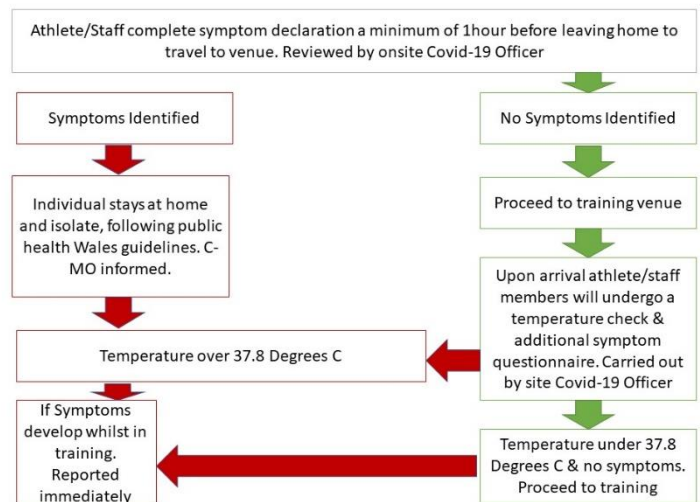 Athlete/Staff complete symptom declaration a minimum of 1hour before leaving home to
travel to venue. Reviewed by onsite Covid-19 Officer
Symptoms Identified
No Symptoms Identified
Individual stays at home
and isolate, following public
health Wales guidelines. C-
MO informed.
Proceed to training venue
Upon arrival athlete/staff
members will undergo a
temperature check &
additional symptom
questionnaire. Carried out
by site Covid-19 Officer
Temperature over 37.8 Degrees C
If Symptoms
develop whilst in
training.
Reported
immediately
Temperature under 37.8
Degrees C & no symptoms.
Proceed to training